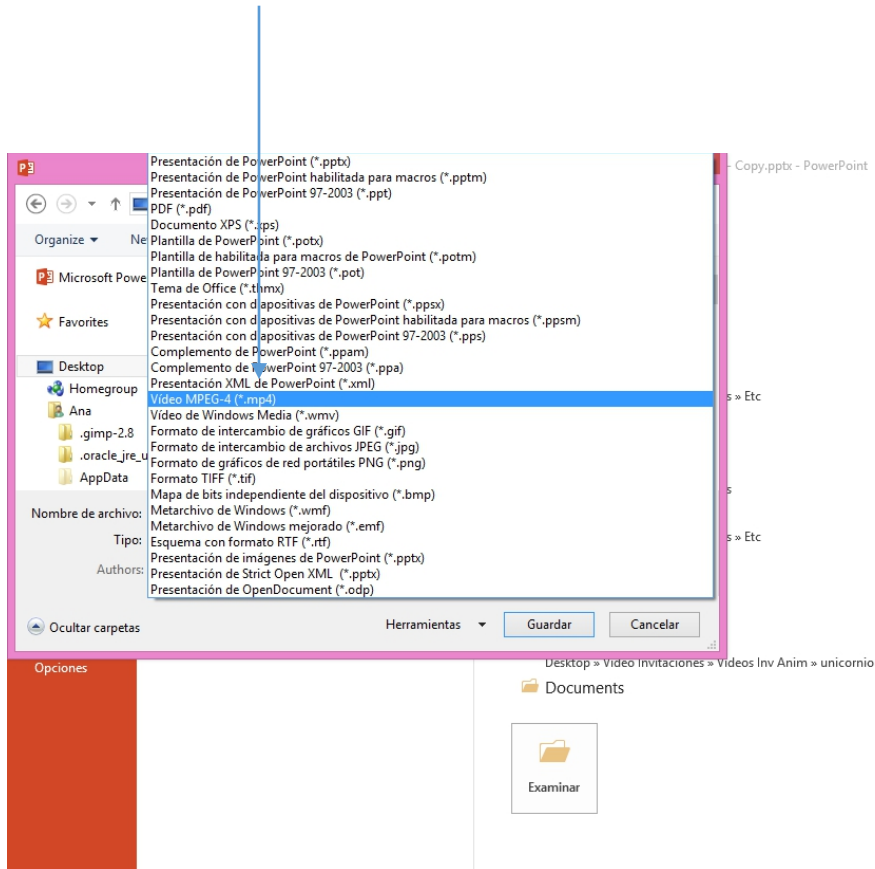 - Copy.pptx - PowerPoint
Presentación de PowerPoint (*.pptx)
Presentación de PowerPoint habilitada para macros (*.pptm)
Presentación de PowerPoint 97-2003 (*.ppt)
PDF (*.pdf)
Documento XPS (*.xps)
Plantilla de PowerPoint (*.potx)
Plantilla de habilitada para macros de PowerPoint (*.potm)
Plantilla de PowerPoint 97-2003 (*.pot)
Tema de Office (*.thmx)
Presentación con diapositivas de PowerPoint (*.ppsx)
Presentación con diapositivas de PowerPoint habilitada para macros (*.ppsm)
Presentación con diapositivas de PowerPoint 97-2003 (*.pps)
Complemento de PowerPoint (*.ppam)
Complemento de PowerPoint 97-2003 (*.ppa)
Presentación XML de PowerPoint (*.xml)
Vídeo MPEG-4 (*.mp4)
Vídeo de Windows Media (*.wmv)
Formato de intercambio de gráficos GIF (*.gif)
Formato de intercambio de archivos JPEG (*.jpg)
Formato de gráficos de red portátiles PNG (*.png)
Formato TIFF (*.tif)
Mapa de bits independiente del dispositivo (*.bmp)
Metarchivo de Windows (*.wmf)
Metarchivo de Windows mejorado (*.emf)
Esquema con formato RTF (*.rtf)
Presentación de imágenes de PowerPoint (*.pptx)
Presentación de Strict Open XML (*.pptx)
Presentación de OpenDocument (*.odp)
Organize Ne
Microsoft Powe
Favorites
Desktop
Homegroup
Ana
.gimp-2.8
.oracle_jre_u
AppData
Nombre de archivo:
Tipo:
Authors:
s » Etc
s
s » Etc
Ocultar carpetas
Herramientas
Guardar
Cancelar
Opciones
Desktop » Video Invitaciones » Videos Inv Anim » unicornio
Documents
Examinar